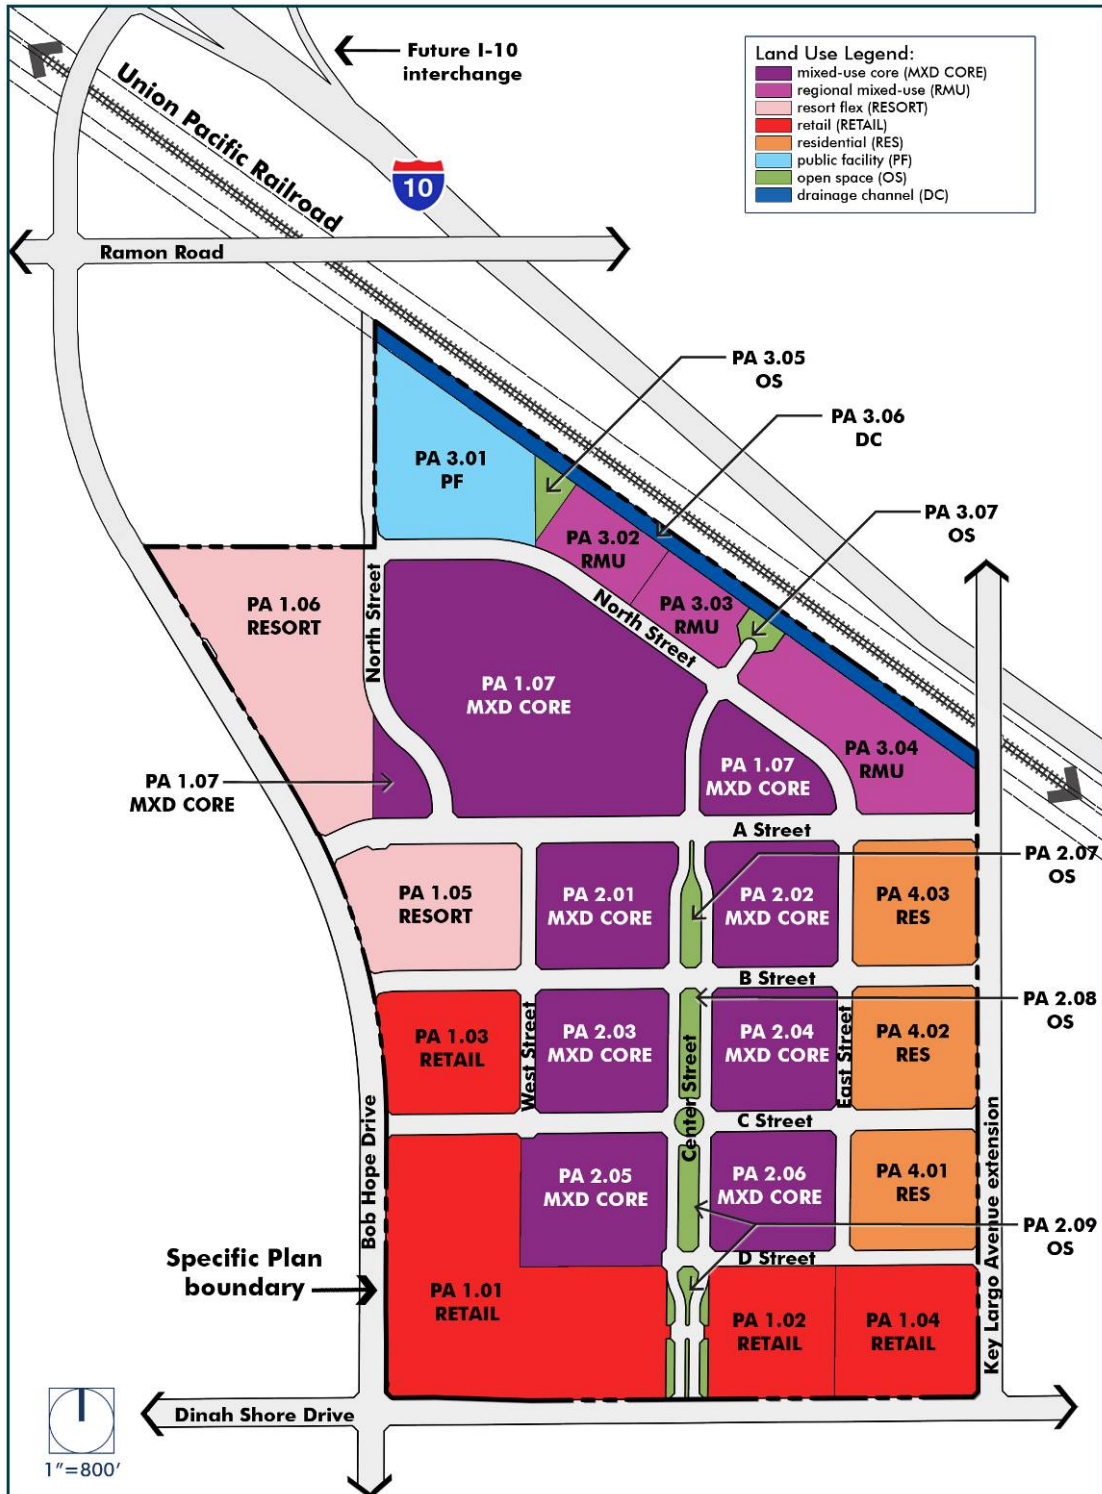 Future I-10
interchange
Land Use Legend:
mixed-use core (MXD CORE)
regional mixed-use (RMU)
resort flex (RESORT)
retail (RETAIL)
residential (RES)
public facility (PF)
open space (OS)
drainage channel (DC)
Union Pacific Railroad
10
Ramon Road
PA 3.05
OS
PA 3.06
DC
PA 3.01
PF
PA 3.07
OS
PA 3.02
RMU
PA 3.03
RMU
North Street
North Street
PA 1.06
RESORT
PA 1.07
MXD CORE
PA 1.07
MXD CORE
PA 1.07
MXD CORE
PA 3.04
RMU
A Street
PA 2.07
OS
PA 1.05
RESORT
PA 2.01
MXD CORE
PA 2.02
MXD CORE
PA 4.03
RES
B Street
PA 2.08
OS
PA 1.03
RETAIL
West Street
PA 2.03
MXD CORE
Center Street
PA 2.04
MXD CORE
East Street
PA 4.02
RES
C Street
Bob Hope Drive
PA 2.05
MXD CORE
PA 2.06
MXD CORE
PA 4.01
RES
Key Largo Avenue extension
PA 2.09
OS
D Street
Specific Plan
boundary
PA 1.01
RETAIL
PA 1.02
RETAIL
PA 1.04
RETAIL
Dinah Shore Drive
1"=800'